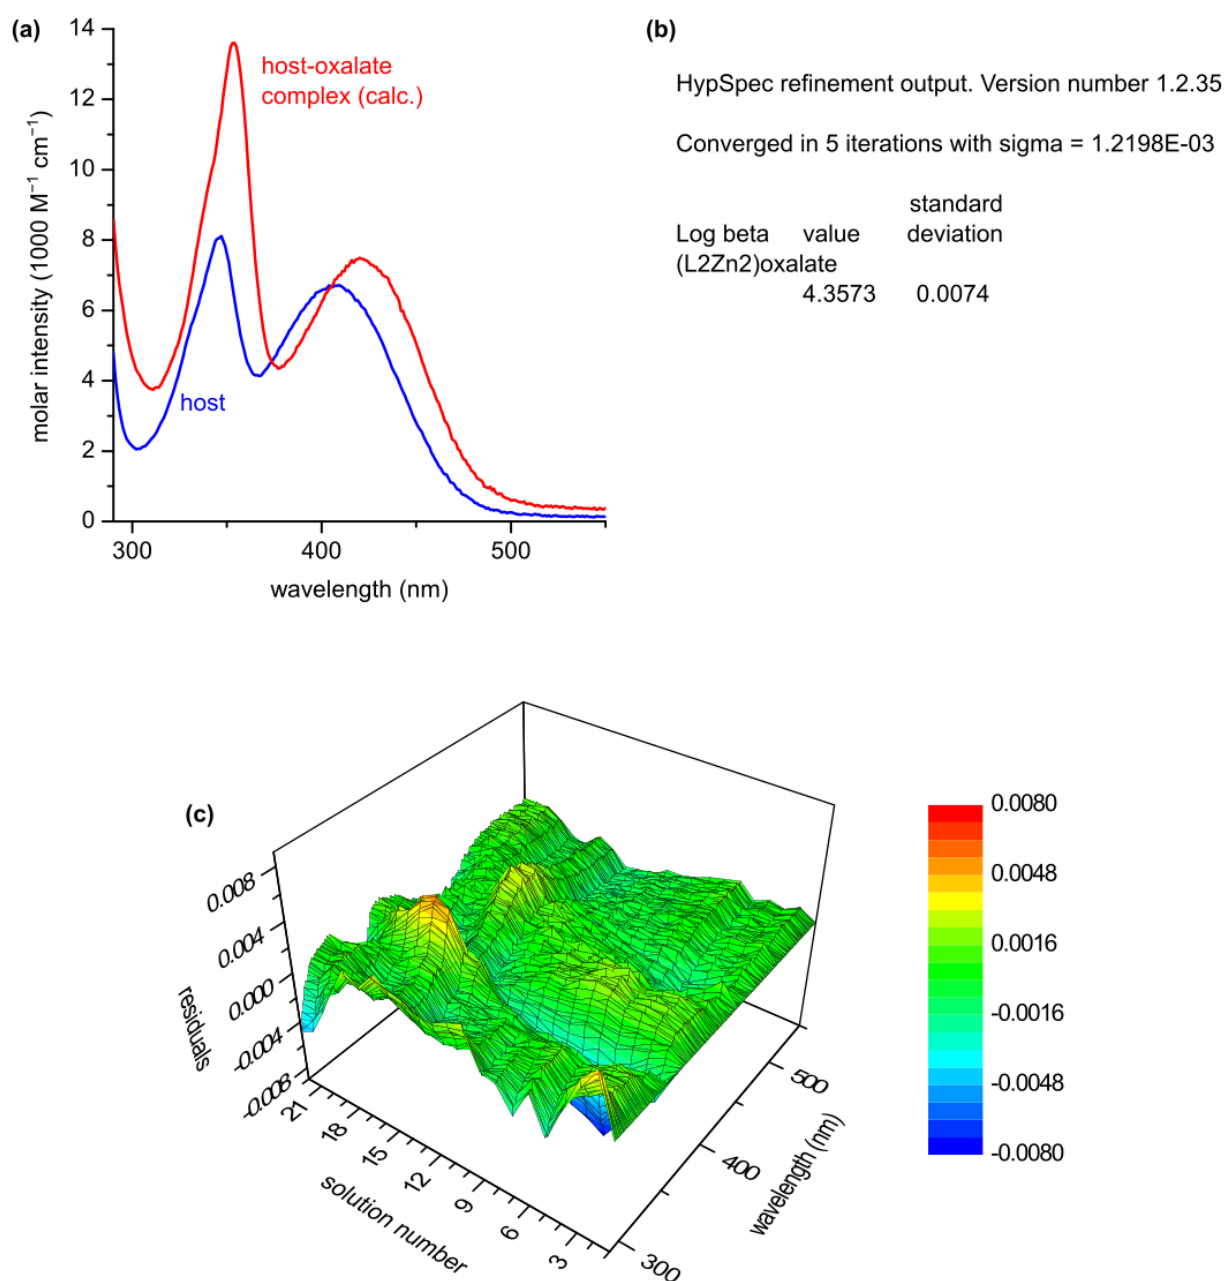 (a)
14
12
10
8
6
4
2
0
molar intensity (1000 M⁻¹ cm⁻¹)
host-oxalate
complex (calc.)
host
300
400
500
wavelength (nm)
(b)
HypSpec refinement output. Version number 1.2.35
Converged in 5 iterations with sigma = 1.2198E-03
standard
Log beta value deviation
(L2Zn2)oxalate
4.3573 0.0074
(c)
0.008
0.004
0.000
-0.004
-0.008
residuals
21
18
15
12
9
6
3
solution number
300
400
500
wavelength (nm)
0.0080
0.0048
0.0016
-0.0016
-0.0048
-0.0080